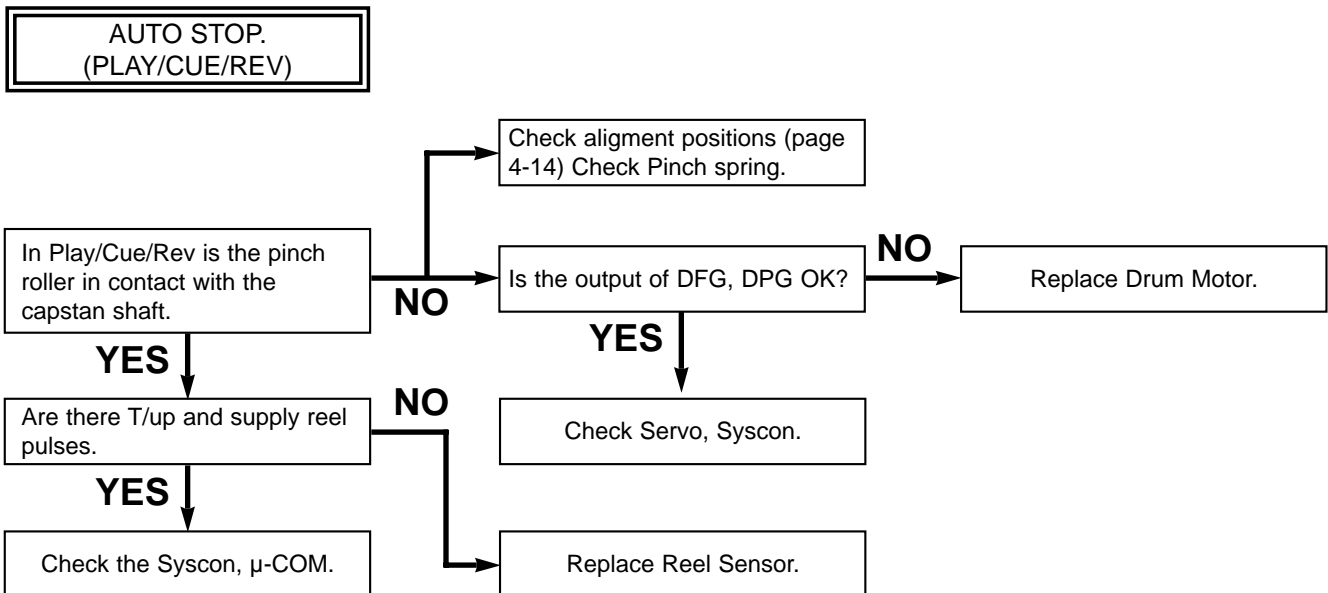 AUTO STOP.
(PLAY/CUE/REV)
Check aligment positions (page
4-14) Check Pinch spring.
In Play/Cue/Rev is the pinch
roller in contact with the
capstan shaft.
NO
Is the output of DFG, DPG OK?
NO
Replace Drum Motor.
YES
YES
Are there T/up and supply reel
pulses.
NO
Check Servo, Syscon.
YES
Check the Syscon, μ-COM.
Replace Reel Sensor.